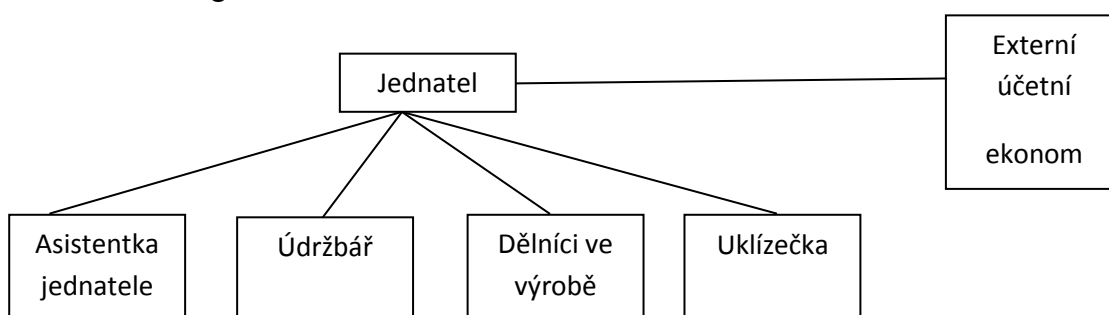 Jednatel
Externí
účetní
ekonom
Asistentka
jednatele
Údržbář
Dělníci ve
výrobě
Uklízečka